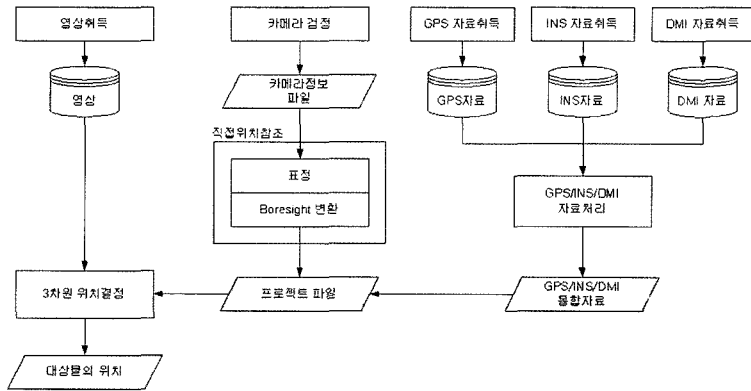 영상취득
카메라 검정
GPS 자료취득
INS 자료취득
DMI 자료취득
영상
카메라정보
파일
GPS자료
INS자료
DMI 자료
직접위치참조
표정
Boresight 변환
GPS/INS/DMI
자료처리
3차원 위치결정
프로젝트 파일
GPS/INS/DMI
통합자료
대상물의 위치